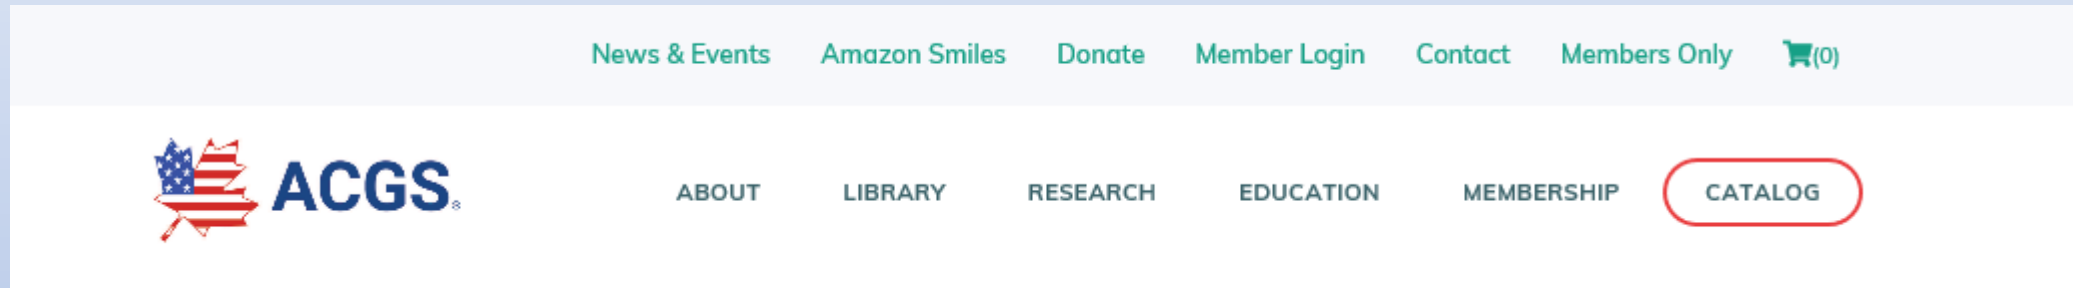 News & Events Amazon Smiles Donate Member Login Contact Members Only (0)
ACGS® ABOUT LIBRARY RESEARCH EDUCATION MEMBERSHIP CATALOG